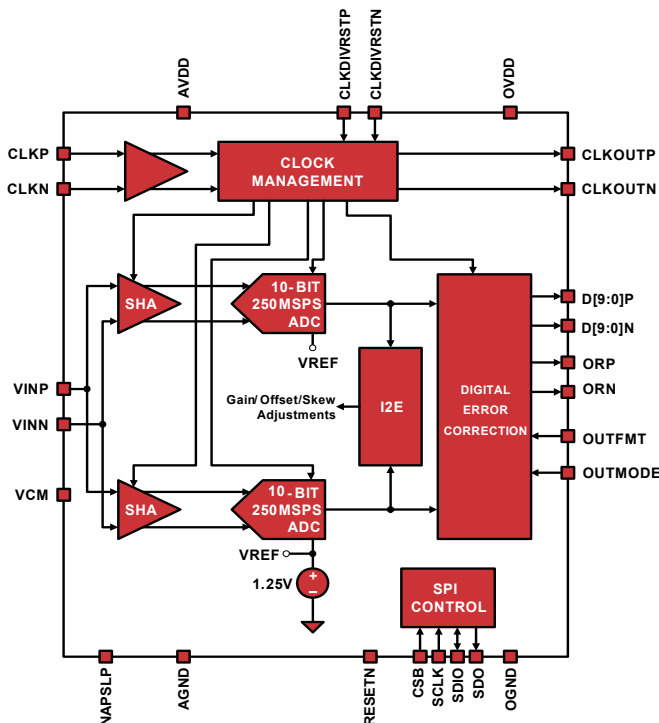 AVDD
CLKDIVRSTP
CLKDIVRSTN
OVDD
CLKP
CLKN
CLOCK
MANAGEMENT
CLKOUTP
CLKOUTN
SHA
10-BIT
250MSPS
ADC
VREF
D[9:0]P
D[9:0]N
ORP
ORN
OUTFMT
OUTMODE
VINP
VINN
VCM
Gain/Offset/Skew
Adjustments
I2E
DIGITAL
ERROR
CORRECTION
SHA
10-BIT
250MSPS
ADC
VREF
1.25V
+
–
SPI
CONTROL
NAPSLP
AGND
RESETN
CSB
SCLK
SDIO
SDO
OGND